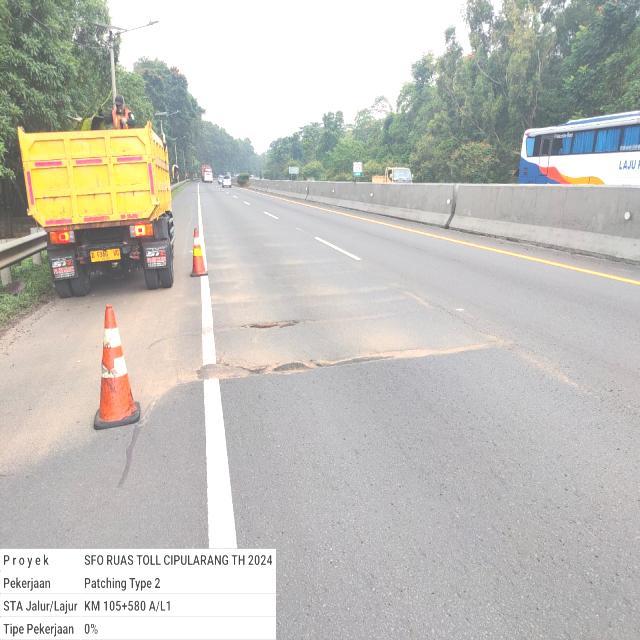 LAJU
Proyek SFO RUAS TOLL CIPULARANG TH 2024
Pekerjaan Patching Type 2
STA Jalur/Lajur KM 105+580 A/L1
Tipe Pekerjaan 0%